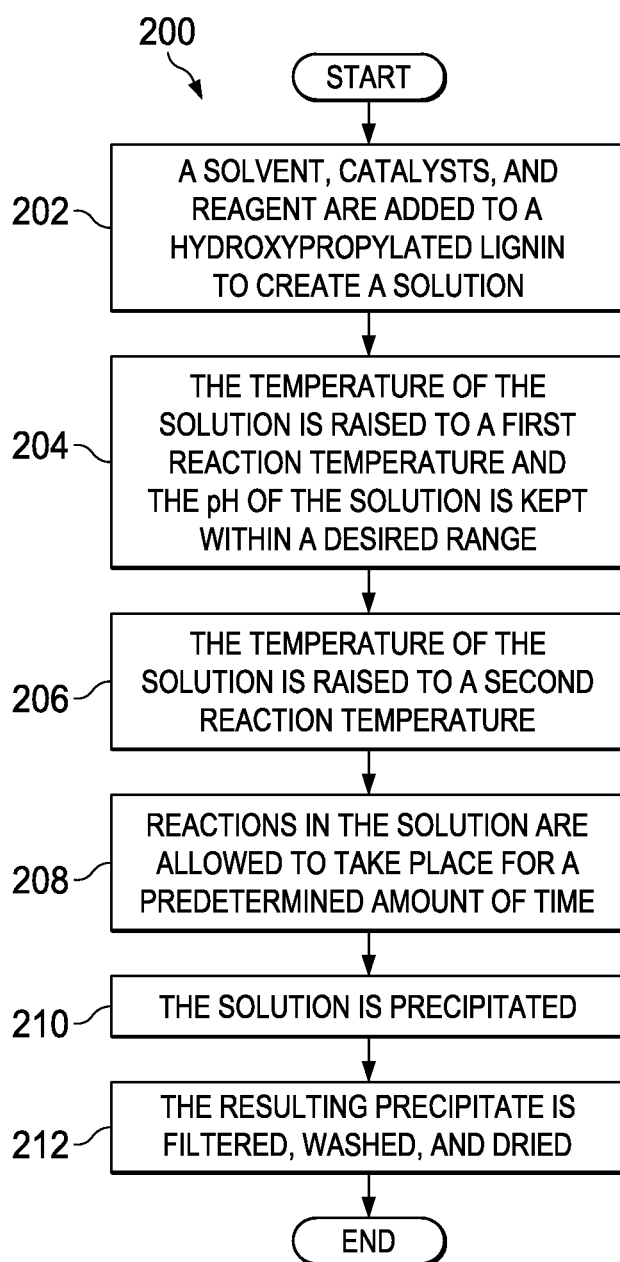 200
START
202
A SOLVENT, CATALYSTS, AND
REAGENT ARE ADDED TO A
HYDROXYPROPYLATED LIGNIN
TO CREATE A SOLUTION
204
THE TEMPERATURE OF THE
SOLUTION IS RAISED TO A FIRST
REACTION TEMPERATURE AND
THE pH OF THE SOLUTION IS KEPT
WITHIN A DESIRED RANGE
206
THE TEMPERATURE OF THE
SOLUTION IS RAISED TO A SECOND
REACTION TEMPERATURE
208
REACTIONS IN THE SOLUTION ARE
ALLOWED TO TAKE PLACE FOR A
PREDETERMINED AMOUNT OF TIME
210
THE SOLUTION IS PRECIPITATED
212
THE RESULTING PRECIPITATE IS
FILTERED, WASHED, AND DRIED
END